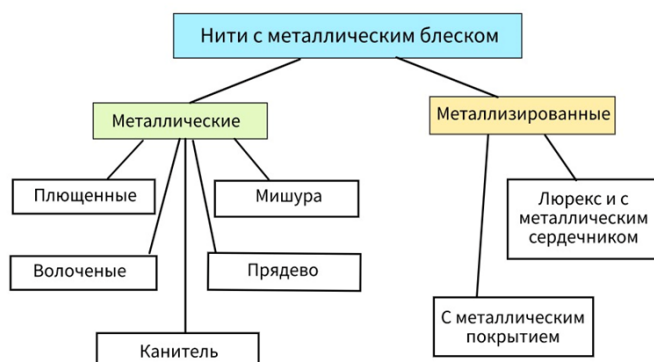 Нити с металлическим блеском
Металлические
Металлизированные
Плющенные
Мишура
Люрекс и с
металлическим
сердечником
Волоченые
Прядево
С металлическим
покрытием
Канитель